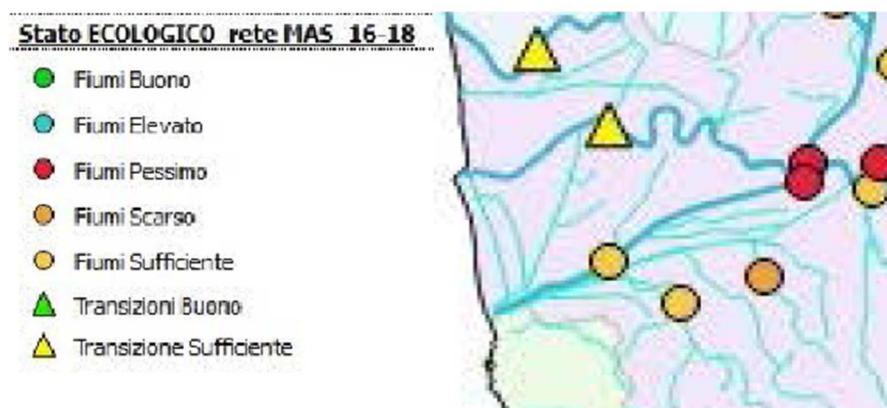 Stato ECOLOGICO rete MAS 16-18
Fiumi Buono
Fiumi Elevato
Fiumi Pessimo
Fiumi Scarso
Fiumi Sufficiente
Transizioni Buono
Transizione Sufficiente